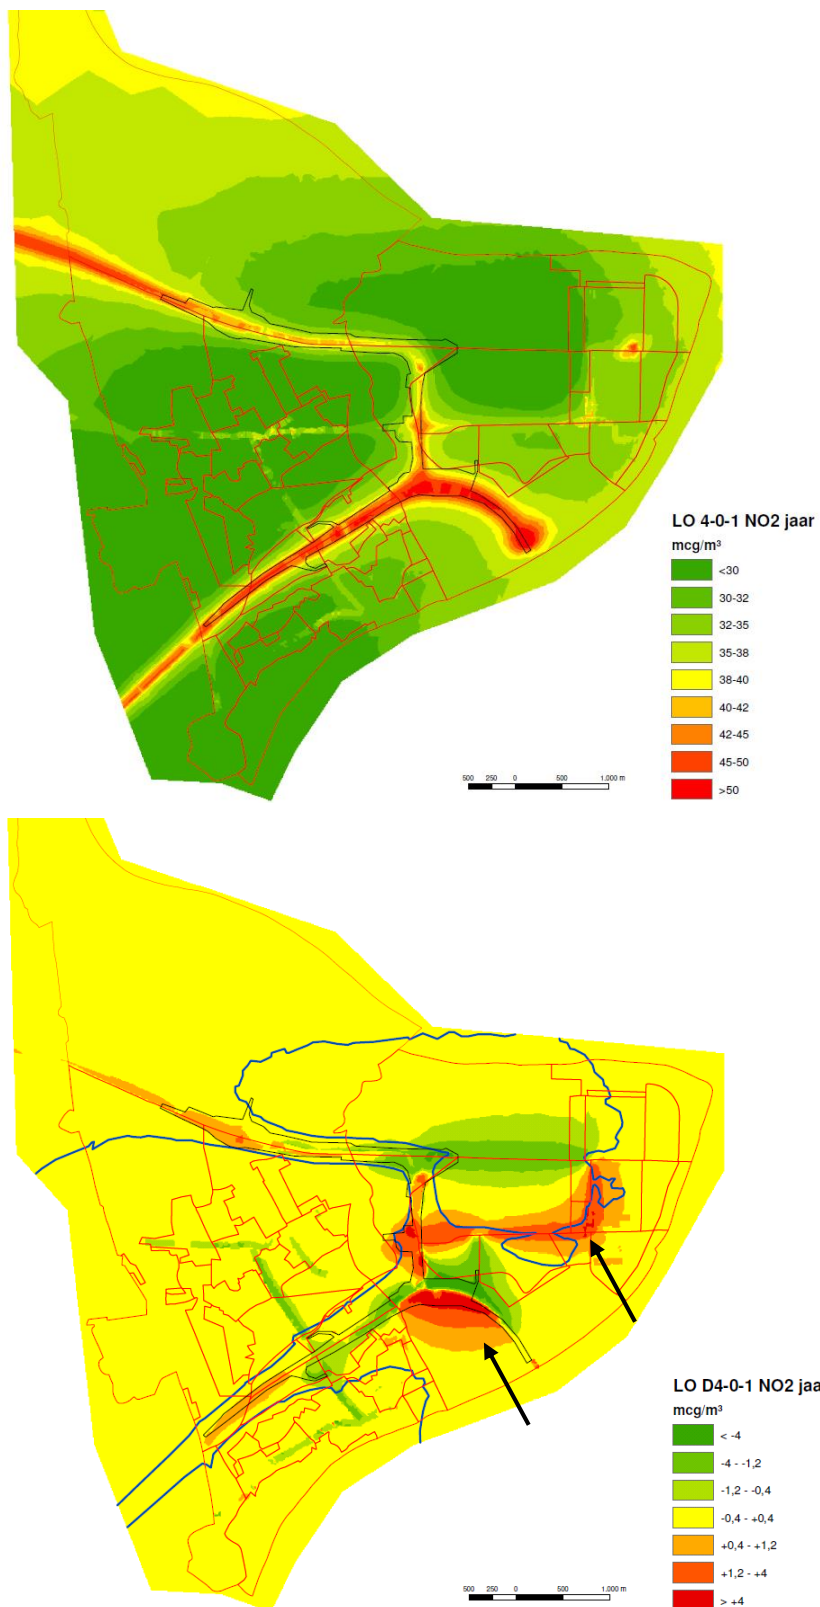 LO 4-0-1 NO2 jaar
mcg/m³
<30
30-32
32-35
35-38
38-40
40-42
42-45
45-50
>50
500 250 0 500 1.000 m
LO D4-0-1 NO2 jaa
mcg/m³
< -4
-4 - -1,2
-1,2 - -0,4
-0,4 - +0,4
+0,4 - +1,2
+1,2 - +4
> +4
500 250 0 500 1.000 m